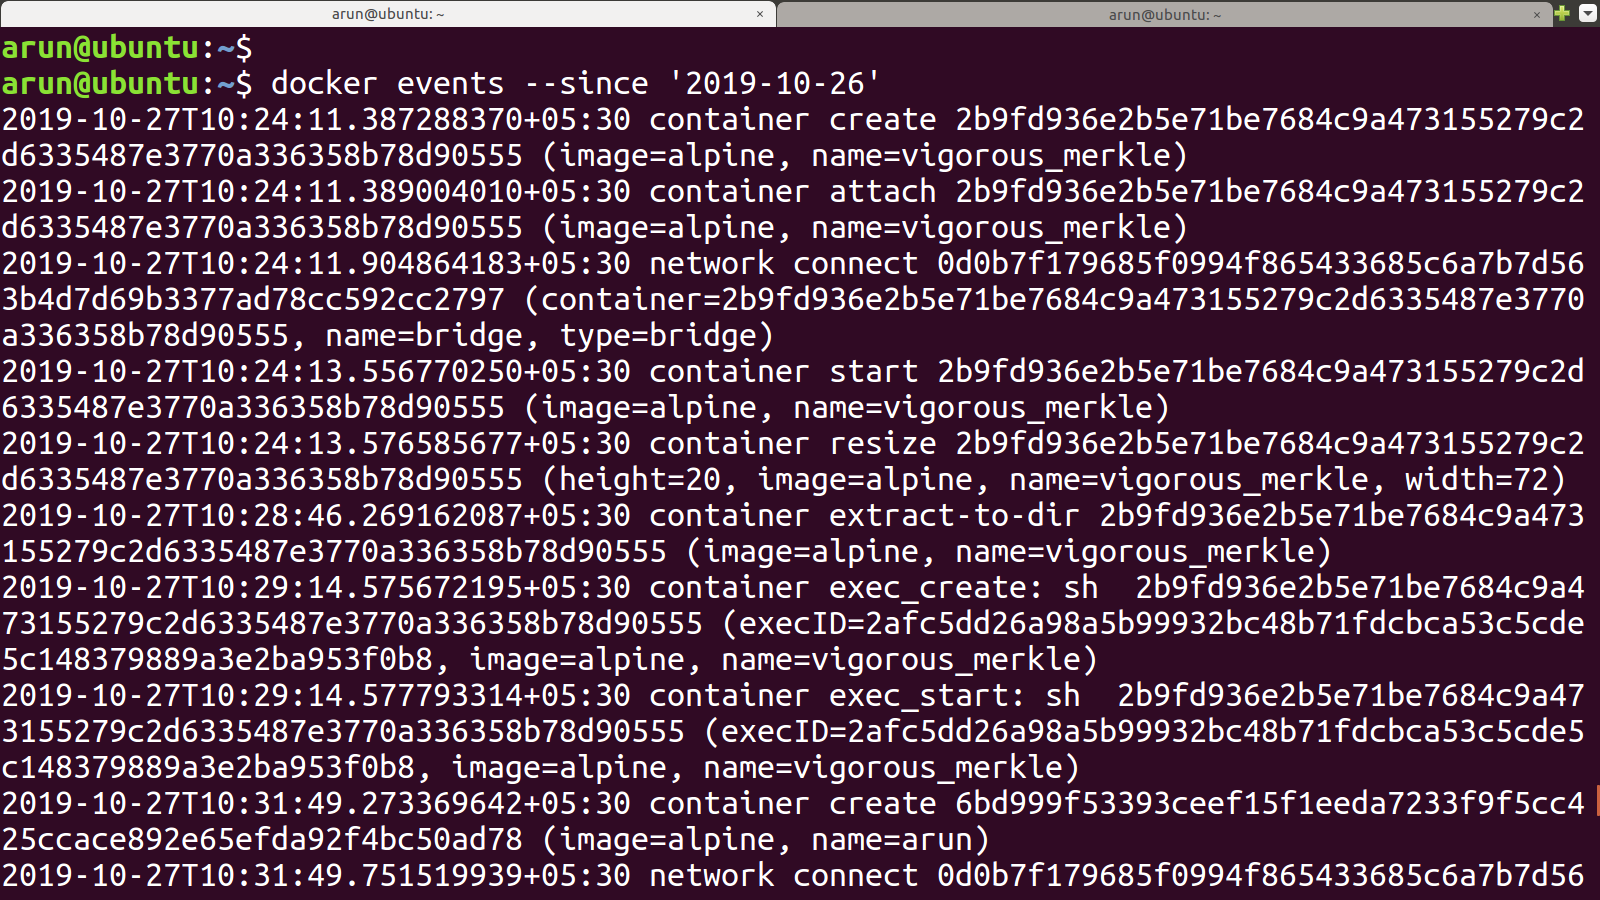 arun@ubuntu: ~ × arun@ubuntu: ~ ×
arun@ubuntu:~$
arun@ubuntu:~$ docker events --since '2019-10-26'
2019-10-27T10:24:11.387288370+05:30 container create 2b9fd936e2b5e71be7684c9a473155279c2
d6335487e3770a336358b78d90555 (image=alpine, name=vigorous_merkle)
2019-10-27T10:24:11.389004010+05:30 container attach 2b9fd936e2b5e71be7684c9a473155279c2
d6335487e3770a336358b78d90555 (image=alpine, name=vigorous_merkle)
2019-10-27T10:24:11.904864183+05:30 network connect 0d0b7f179685f0994f865433685c6a7b7d56
3b4d7d69b3377ad78cc592cc2797 (container=2b9fd936e2b5e71be7684c9a473155279c2d6335487e3770
a336358b78d90555, name=bridge, type=bridge)
2019-10-27T10:24:13.556770250+05:30 container start 2b9fd936e2b5e71be7684c9a473155279c2d
6335487e3770a336358b78d90555 (image=alpine, name=vigorous_merkle)
2019-10-27T10:24:13.576585677+05:30 container resize 2b9fd936e2b5e71be7684c9a473155279c2
d6335487e3770a336358b78d90555 (height=20, image=alpine, name=vigorous_merkle, width=72)
2019-10-27T10:28:46.269162087+05:30 container extract-to-dir 2b9fd936e2b5e71be7684c9a473
155279c2d6335487e3770a336358b78d90555 (image=alpine, name=vigorous_merkle)
2019-10-27T10:29:14.575672195+05:30 container exec_create: sh  2b9fd936e2b5e71be7684c9a4
73155279c2d6335487e3770a336358b78d90555 (execID=2afc5dd26a98a5b99932bc48b71fdcbca53c5cde
5c148379889a3e2ba953f0b8, image=alpine, name=vigorous_merkle)
2019-10-27T10:29:14.577793314+05:30 container exec_start: sh  2b9fd936e2b5e71be7684c9a47
3155279c2d6335487e3770a336358b78d90555 (execID=2afc5dd26a98a5b99932bc48b71fdcbca53c5cde5
c148379889a3e2ba953f0b8, image=alpine, name=vigorous_merkle)
2019-10-27T10:31:49.273369642+05:30 container create 6bd999f53393ceef15f1eeda7233f9f5cc4
25ccace892e65efda92f4bc50ad78 (image=alpine, name=arun)
2019-10-27T10:31:49.751519939+05:30 network connect 0d0b7f179685f0994f865433685c6a7b7d56